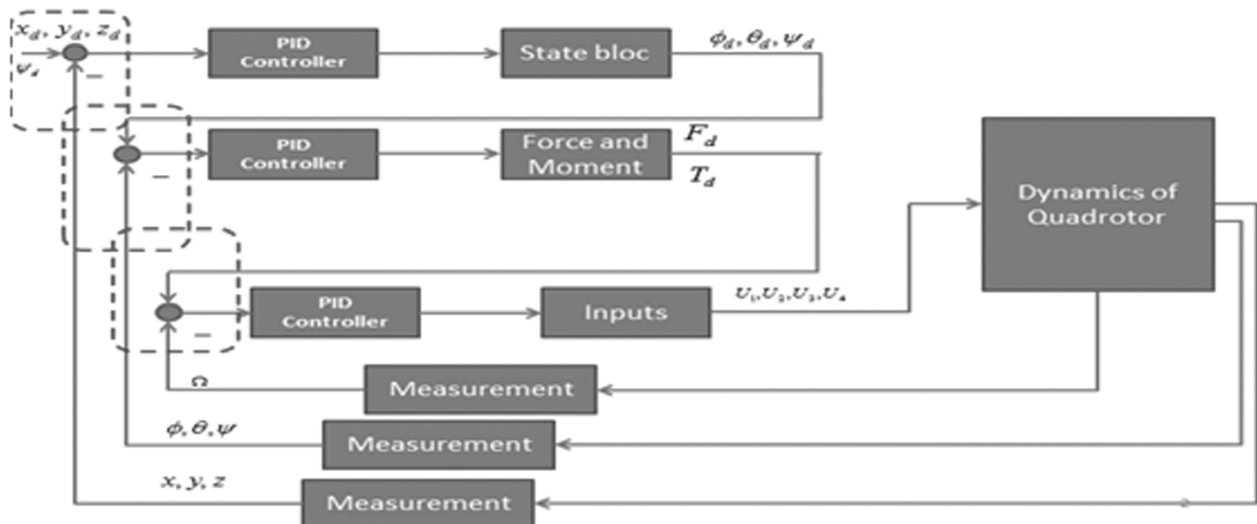 x_d, y_d, z_d
ψ_d
−
PID
Controller
State bloc
ϕ_d, θ_d, ψ_d
−
PID
Controller
Force and
Moment
F_d
T_d
Dynamics of
Quadrotor
−
PID
Controller
Inputs
U_1, U_2, U_3, U_4
Ω
Measurement
ϕ, θ, ψ
Measurement
x, y, z
Measurement